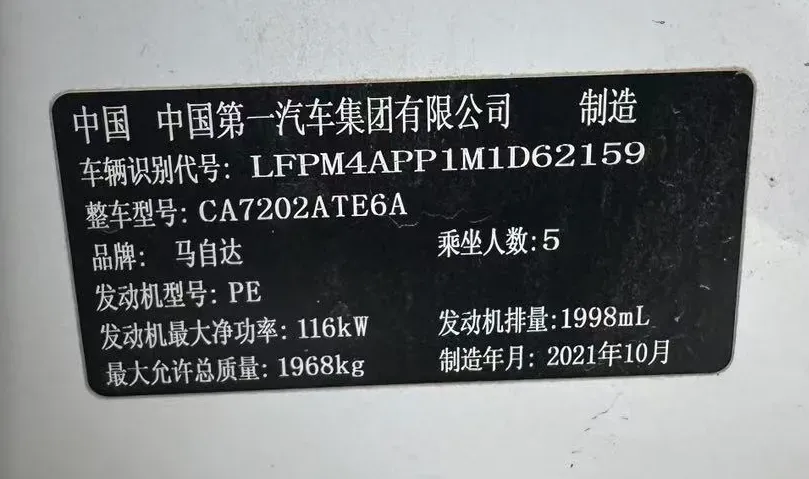 中国 中国第一汽车集团有限公司 制造
车辆识别代号: LFPM4APP1M1D62159
整车型号: CA7202ATE6A
品牌: 马自达 乘坐人数: 5
发动机型号: PE
发动机最大净功率: 116kW 发动机排量: 1998mL
最大允许总质量: 1968kg 制造年月: 2021年10月